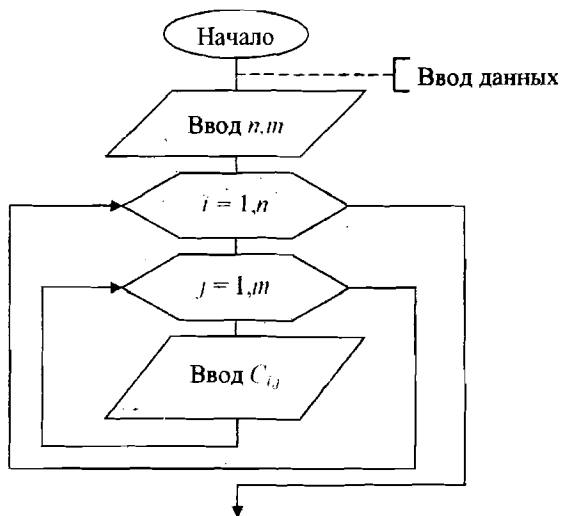 Начало
Ввод данных
Ввод n,m
i = 1,n
j = 1,m
Ввод C_{i,j}